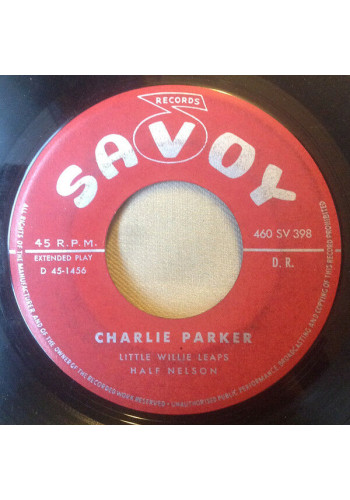 RECORDS
SAVOY
45 R.P.M.
EXTENDED PLAY
D 45-1456
460 SV 398
D. R.
CHARLIE PARKER
LITTLE WILLIE LEAPS
HALF NELSON
ALL RIGHTS OF THE MANUFACTURER AND OF THE OWNER OF THE RECORDED WORK RESERVED - UNAUTHORISED PUBLIC PERFORMANCE, BROADCASTING AND COPYING OF THIS RECORD PROHIBITED